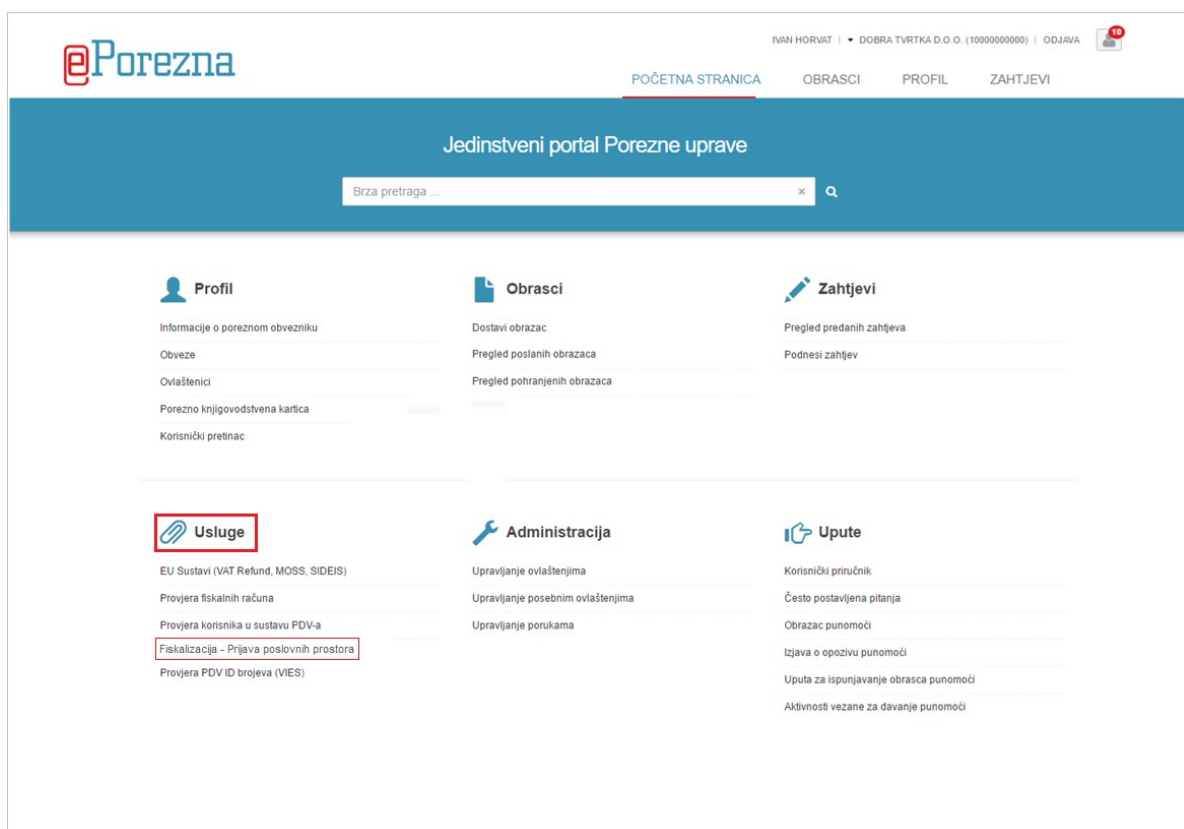 ePorezna
IVAN HORVAT | DOBRA TVRTKA D.O.O. (10000000000) | ODJAVA
10
POČETNA STRANICA OBRASCI PROFIL ZAHTJEVI
Jedinstveni portal Porezne uprave
Brza pretraga ... ×
Profil
Informacije o poreznom obvezniku
Obveze
Ovlaštenici
Porezno knjigovodstvena kartica
Korisnički pretinac
Obrasci
Dostavi obrazac
Pregled poslanih obrazaca
Pregled pohranjenih obrazaca
Zahtjevi
Pregled predanih zahtjeva
Podnesi zahtjev
Usluge
EU Sustavi (VAT Refund, MOSS, SIDEIS)
Provjera fiskalnih računa
Provjera korisnika u sustavu PDV-a
Fiskalizacija - Prijava poslovnih prostora
Provjera PDV ID brojeva (VIES)
Administracija
Upravljanje ovlaštenjima
Upravljanje posebnim ovlaštenjima
Upravljanje porukama
Upute
Korisnički priručnik
Često postavljena pitanja
Obrazac punomoći
Izjava o opozivu punomoći
Uputa za ispunjavanje obrasca punomoći
Aktivnosti vezane za davanje punomoći